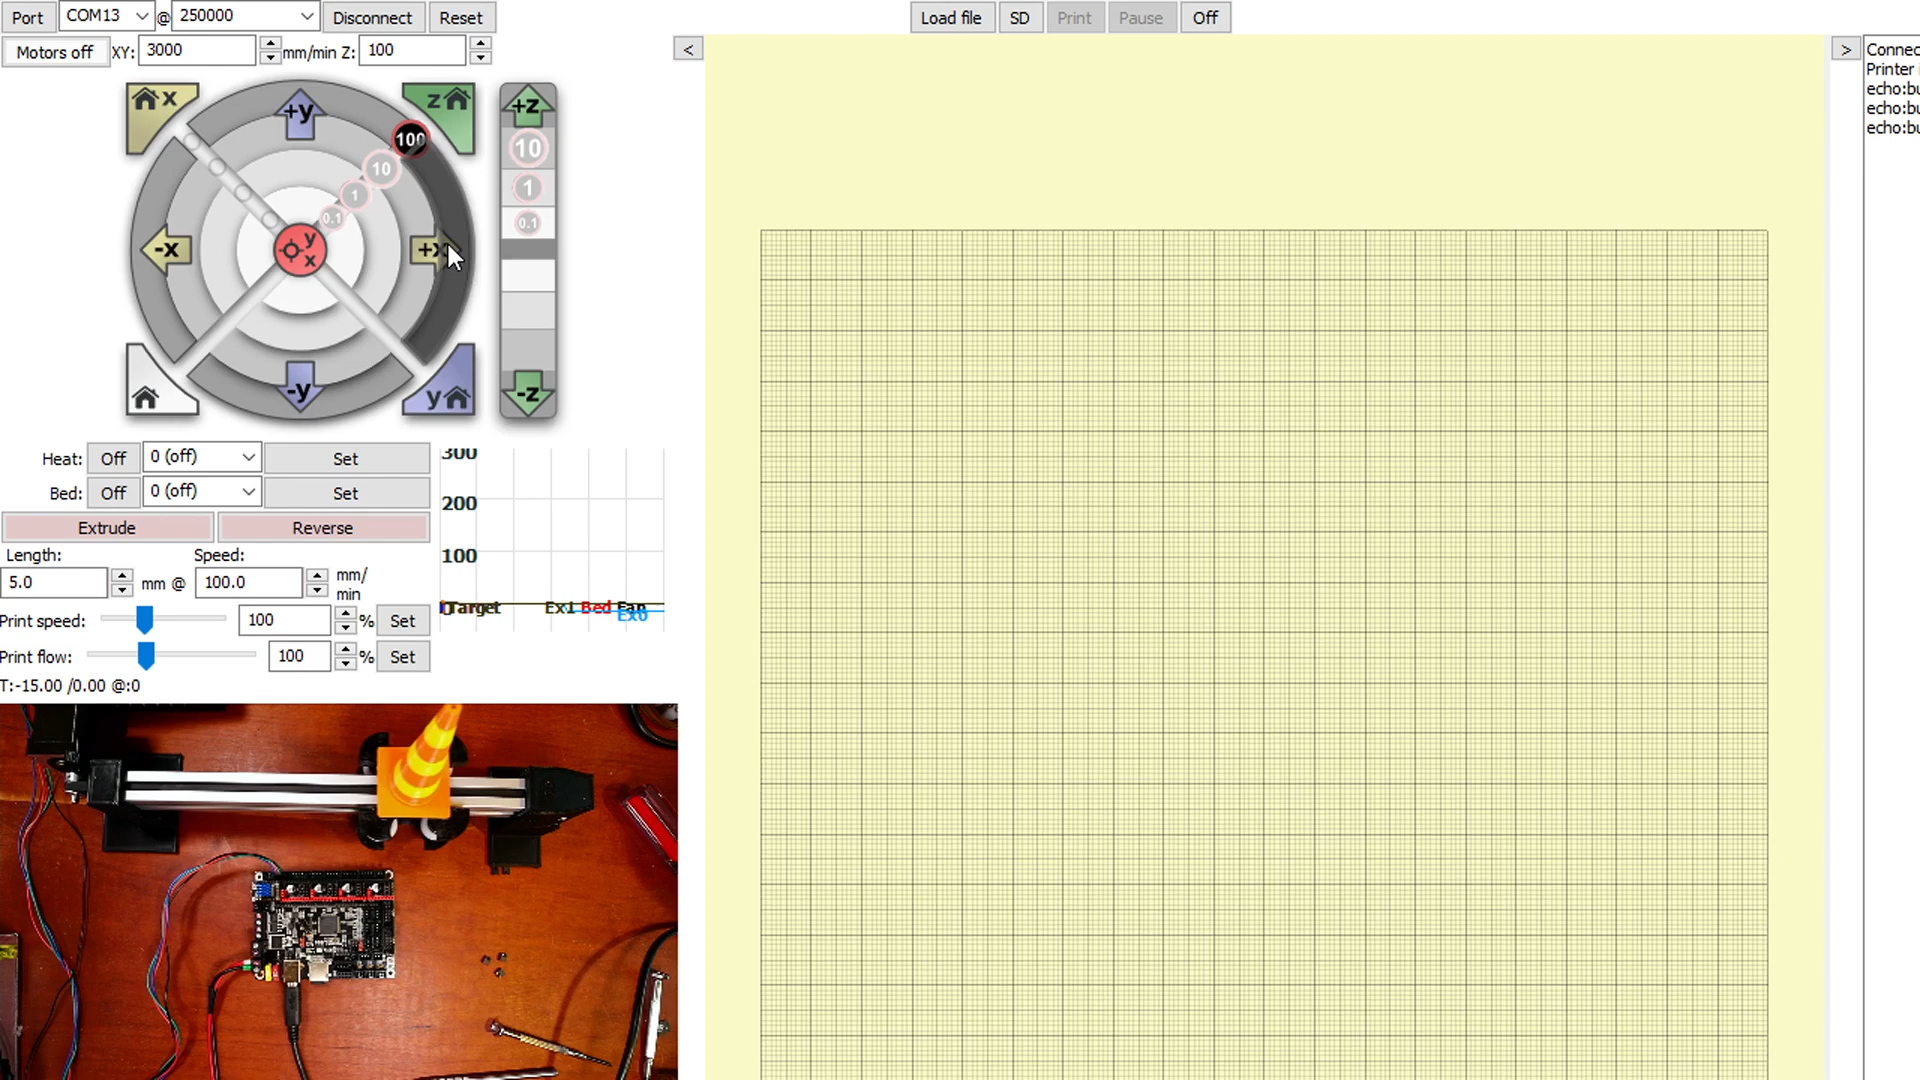 Port COM13 @ 250000 Disconnect Reset Load file SD Print Pause Off
Motors off XY: 3000 mm/min Z: 100 < >
Connec
Printer
echo:bu
echo:bu
echo:bu
x +y z +z
100
10 10
1 1
0.1 0.1
-x y x +x
-y y -z
Heat: Off 0 (off) Set
Bed: Off 0 (off) Set
Extrude Reverse
Length: Speed:
5.0 mm @ 100.0 mm/
min
300
200
100
Target Ex1 Bed Fan
Ex0
Print speed: 100 % Set
Print flow: 100 % Set
T:-15.00 /0.00 @:0